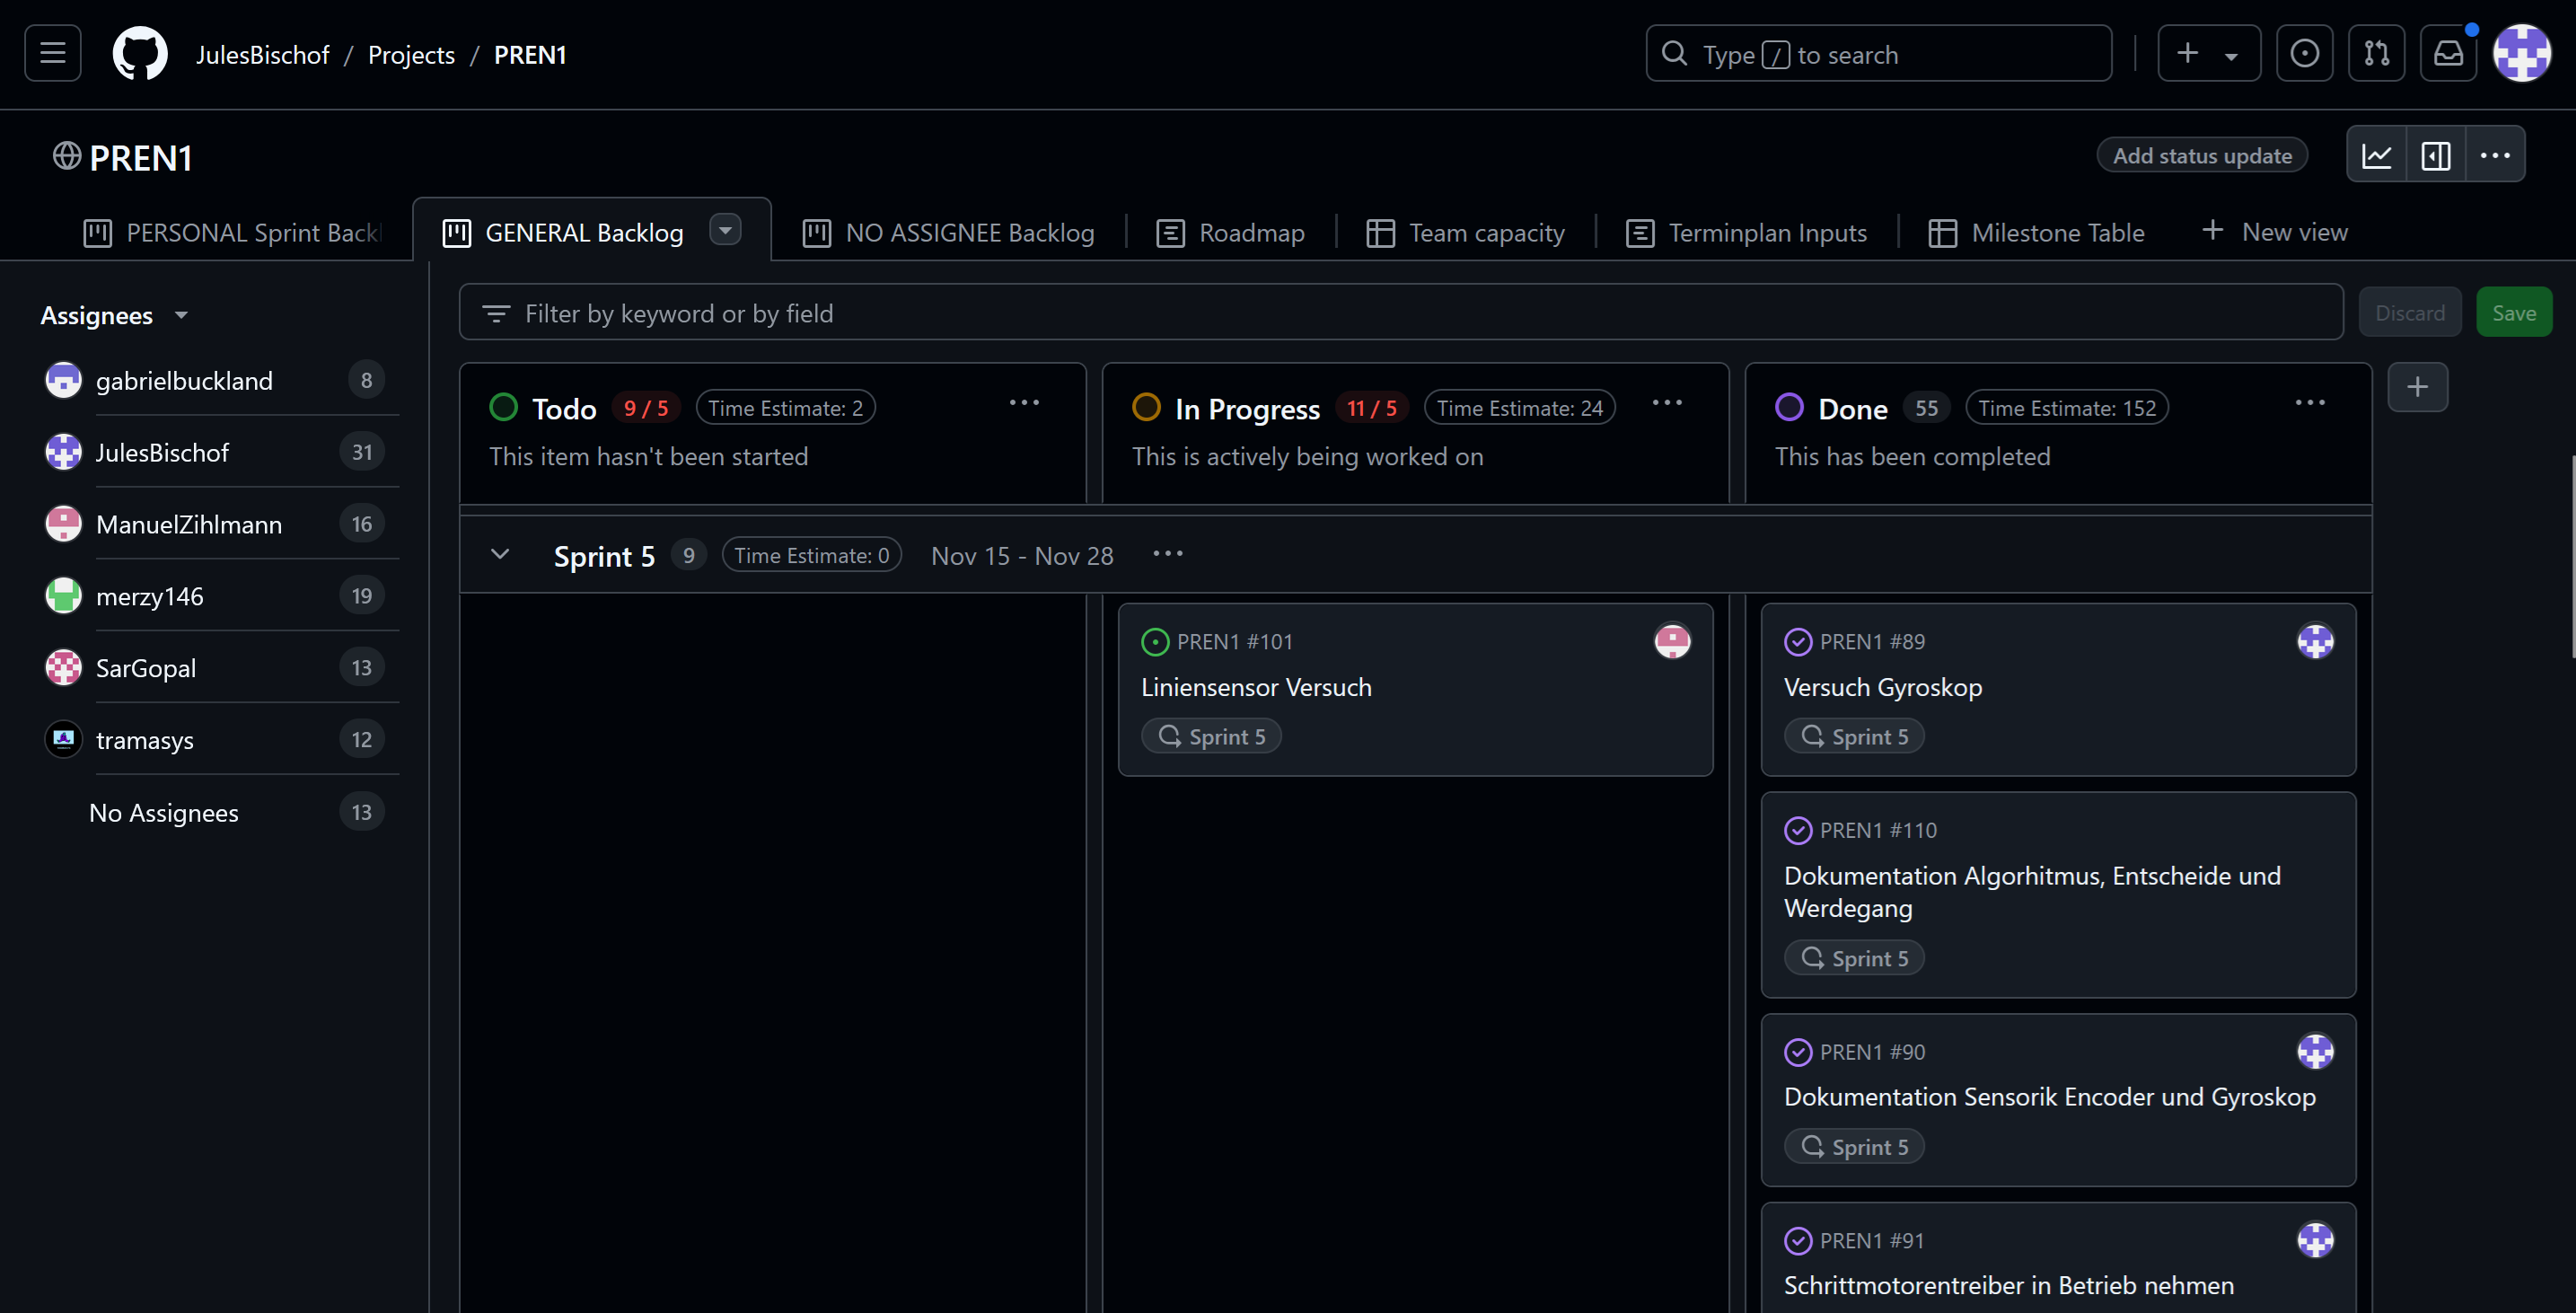 JulesBischof / Projects / PREN1
Type / to search
PREN1
Add status update
PERSONAL Sprint Backl
GENERAL Backlog
NO ASSIGNEE Backlog
Roadmap
Team capacity
Terminplan Inputs
Milestone Table
New view
Assignees
gabrielbuckland 8
JulesBischof 31
ManuelZihlmann 16
merzy146 19
SarGopal 13
tramasys 12
No Assignees 13
Filter by keyword or by field
Discard
Save
Todo 9 / 5 Time Estimate: 2
This item hasn't been started
In Progress 11 / 5 Time Estimate: 24
This is actively being worked on
Done 55 Time Estimate: 152
This has been completed
Sprint 5 9 Time Estimate: 0 Nov 15 - Nov 28
PREN1 #101
Liniensensor Versuch
Sprint 5
PREN1 #89
Versuch Gyroskop
Sprint 5
PREN1 #110
Dokumentation Algorhitmus, Entscheide und
Werdegang
Sprint 5
PREN1 #90
Dokumentation Sensorik Encoder und Gyroskop
Sprint 5
PREN1 #91
Schrittmotorentreiber in Betrieb nehmen